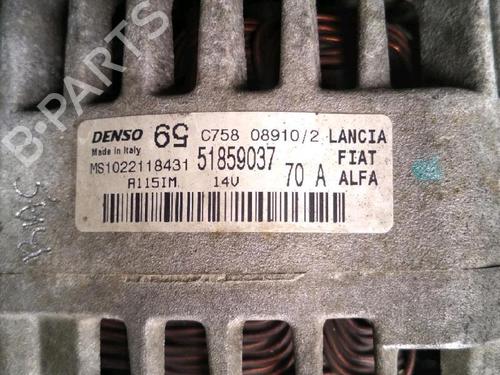 B-PARTS
DENSO 59 C758 08910/2 LANCIA
Made in Italy
MS1022118431 51859037 FIAT
A115IM 14V 70 A ALFA